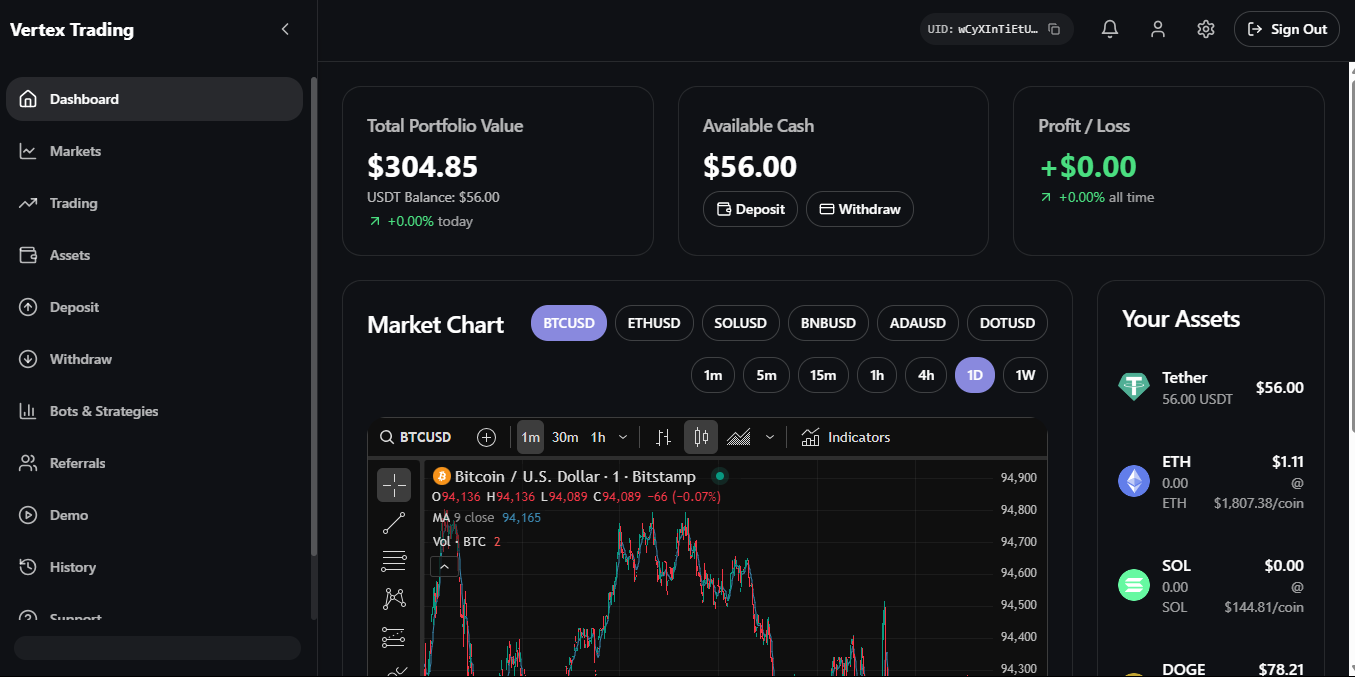 Vertex Trading
UID: wCyXInTiEtU…
Sign Out
Dashboard
Markets
Trading
Assets
Deposit
Withdraw
Bots & Strategies
Referrals
Demo
History
Support
Total Portfolio Value
$304.85
USDT Balance: $56.00
+0.00% today
Available Cash
$56.00
Deposit Withdraw
Profit / Loss
+$0.00
+0.00% all time
Market Chart
BTCUSD ETHUSD SOLUSD BNBUSD ADAUSD DOTUSD
1m 5m 15m 1h 4h 1D 1W
BTCUSD 1m 30m 1h Indicators
Bitcoin / U.S. Dollar · 1 · Bitstamp
O94,136 H94,136 L94,089 C94,089 −66 (−0.07%)
MA 9 close 94,165
Vol · BTC 2
94,900
94,800
94,700
94,600
94,500
94,400
94,300
Your Assets
Tether $56.00
56.00 USDT
ETH $1.11
0.00 @
ETH $1,807.38/coin
SOL $0.00
0.00 @
SOL $144.81/coin
DOGE $78.21